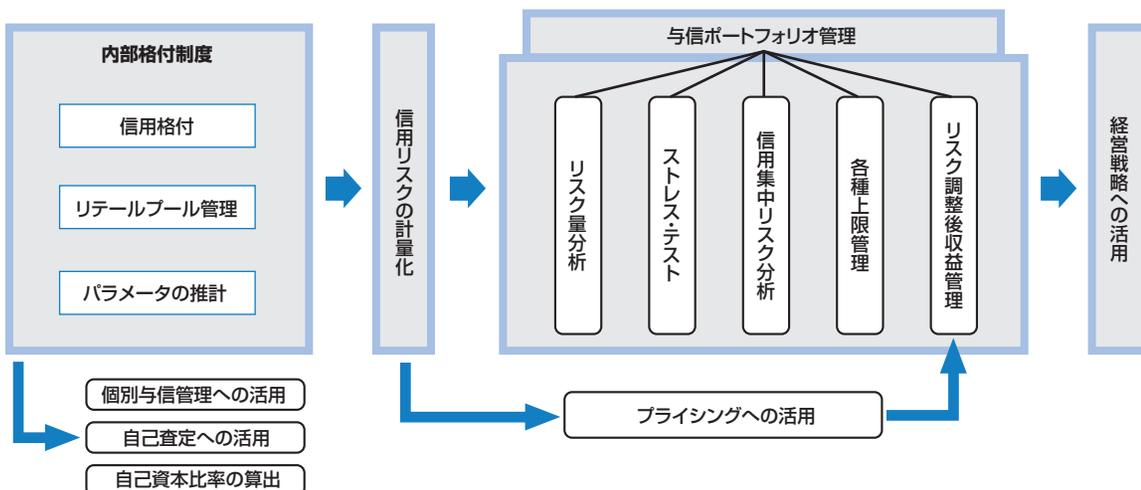 内部格付制度
信用格付
リテールプール管理
パラメータの推計
個別与信管理への活用
自己査定への活用
自己資本比率の算出
信用リスクの計量化
与信ポートフォリオ管理
リスク量分析
ストレス・テスト
信用集中リスク分析
各種上限管理
リスク調整後収益管理
プライシングへの活用
経営戦略への活用